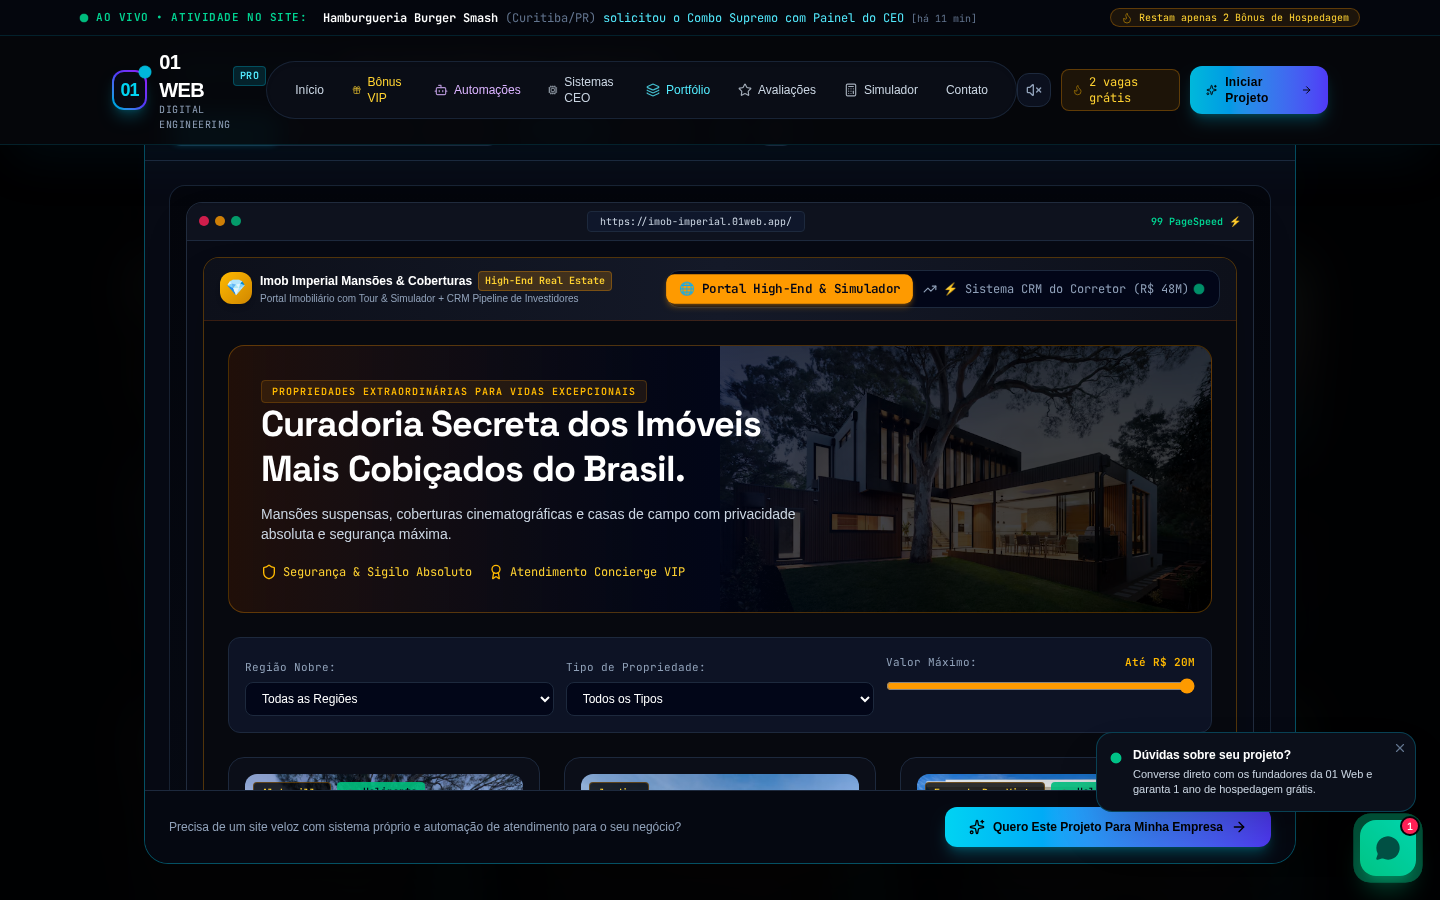 AO VIVO • ATIVIDADE NO SITE: Hamburgueria Burger Smash (Curitiba/PR) solicitou o Combo Supremo com Painel do CEO [há 11 min]
Restam apenas 2 Bônus de Hospedagem
01
01 WEB
PRO
DIGITAL ENGINEERING
Início
Bônus VIP
Automações
Sistemas CEO
Portfólio
Avaliações
Simulador
Contato
2 vagas grátis
Iniciar Projeto
https://imob-imperial.01web.app/
99 PageSpeed ⚡
Imob Imperial Mansões & Coberturas
High-End Real Estate
Portal Imobiliário com Tour & Simulador + CRM Pipeline de Investidores
🌐 Portal High-End & Simulador
⚡ Sistema CRM do Corretor (R$ 48M)
PROPRIEDADES EXTRAORDINÁRIAS PARA VIDAS EXCEPCIONAIS
Curadoria Secreta dos Imóveis
Mais Cobiçados do Brasil.
Mansões suspensas, coberturas cinematográficas e casas de campo com privacidade
absoluta e segurança máxima.
Segurança & Sigilo Absoluto
Atendimento Concierge VIP
Região Nobre:
Todas as Regiões
Tipo de Propriedade:
Todos os Tipos
Valor Máximo:
Até R$ 20M
Dúvidas sobre seu projeto?
Converse direto com os fundadores da 01 Web e
garanta 1 ano de hospedagem grátis.
Precisa de um site veloz com sistema próprio e automação de atendimento para o seu negócio?
Quero Este Projeto Para Minha Empresa
1